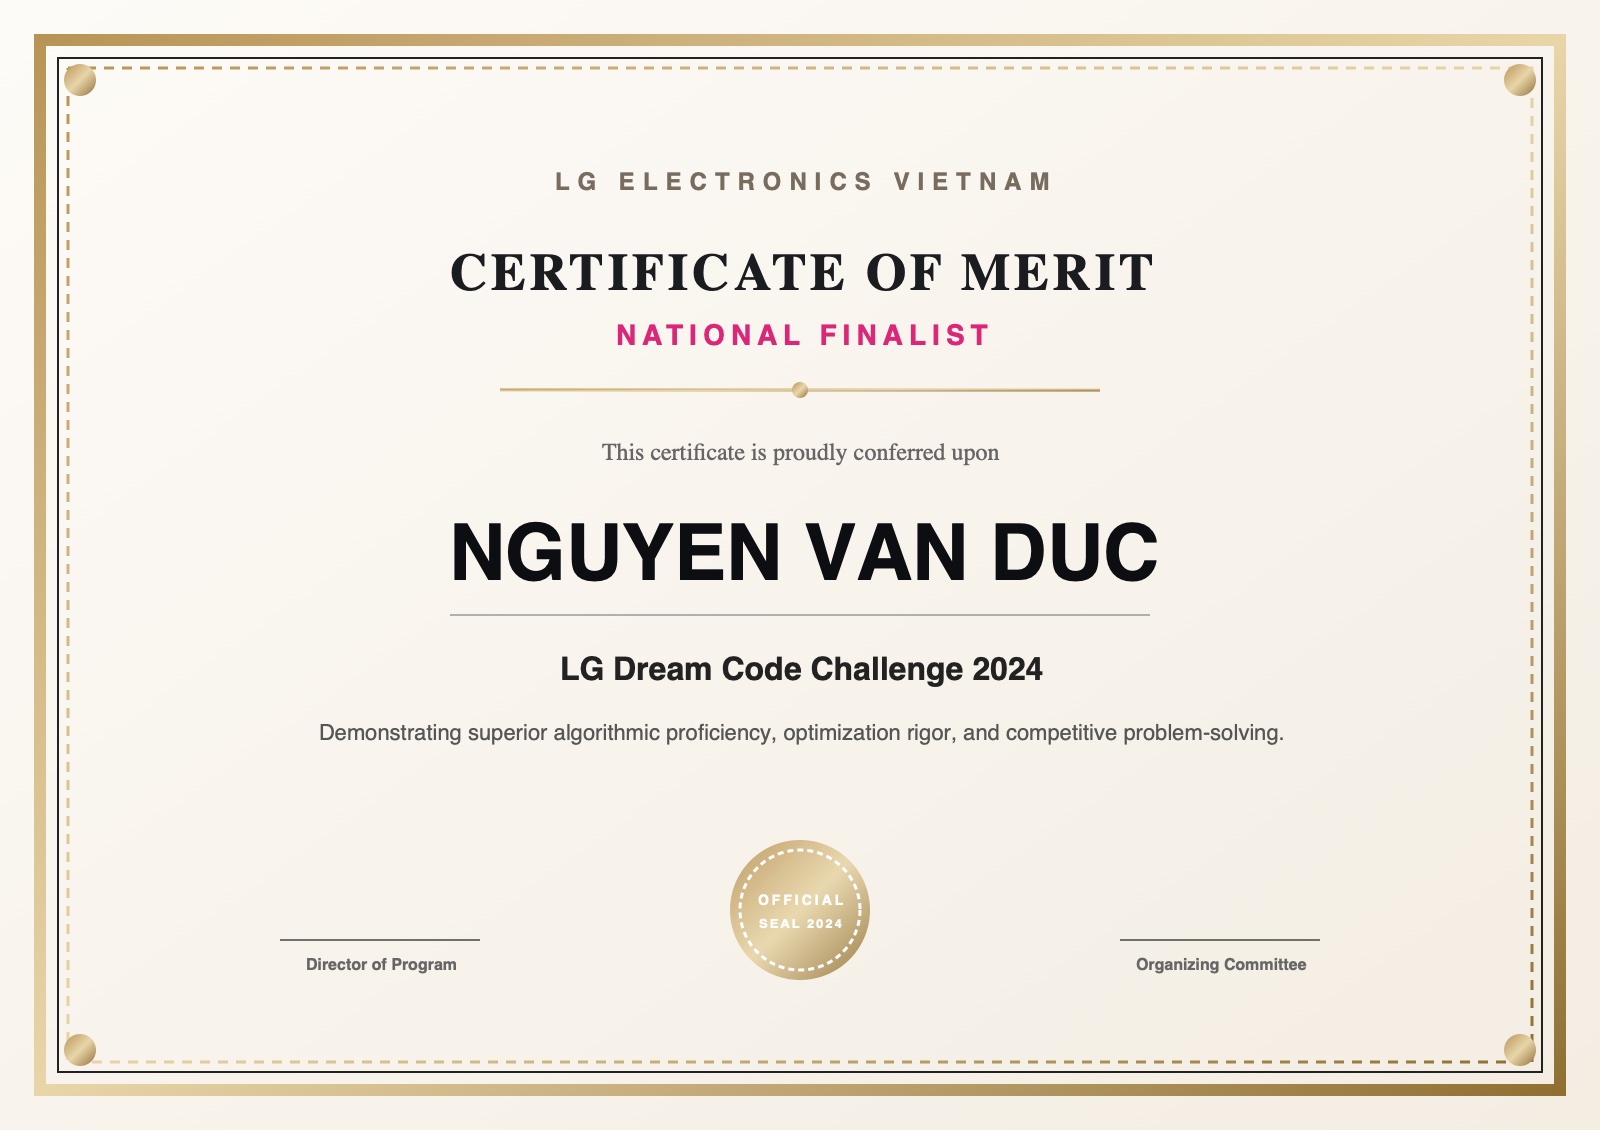 LG ELECTRONICS VIETNAM
CERTIFICATE OF MERIT
NATIONAL FINALIST
This certificate is proudly conferred upon
NGUYEN VAN DUC
LG Dream Code Challenge 2024
Demonstrating superior algorithmic proficiency, optimization rigor, and competitive problem-solving.
OFFICIAL
SEAL 2024
Director of Program
Organizing Committee